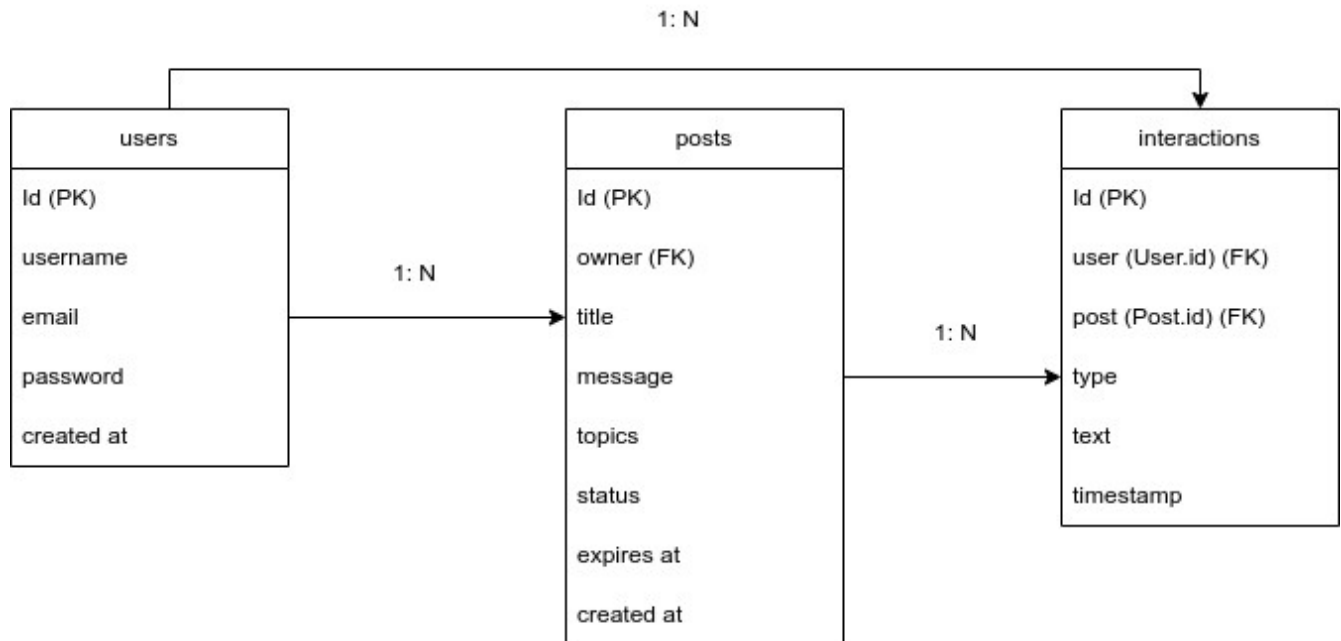 1: N
users
Id (PK)
username
email
password
created at
1: N
posts
Id (PK)
owner (FK)
title
message
topics
status
expires at
created at
1: N
interactions
Id (PK)
user (User.id) (FK)
post (Post.id) (FK)
type
text
timestamp